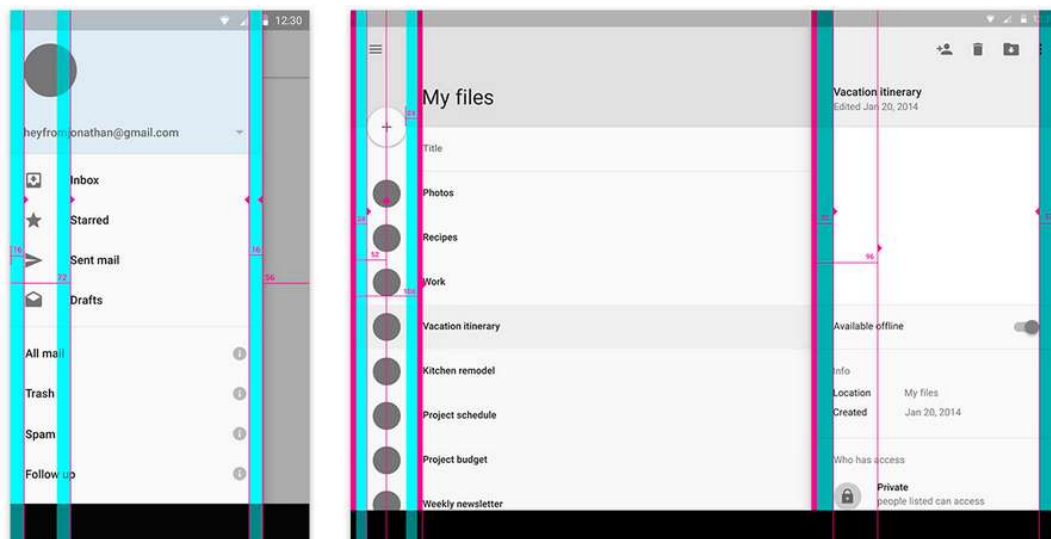 12:30
heyfromjonathan@gmail.com
Inbox
Starred
Sent mail
Drafts
16
72
16
56
All mail
Trash
Spam
Follow up
My files
24
Title
Photos
Recipes
Work
Vacation itinerary
Kitchen remodel
Project schedule
Project budget
Weekly newsletter
24
52
Vacation itinerary
Edited Jan 20, 2014
96
Available offline
Info
Location My files
Created Jan 20, 2014
Who has access
Private
people listed can access